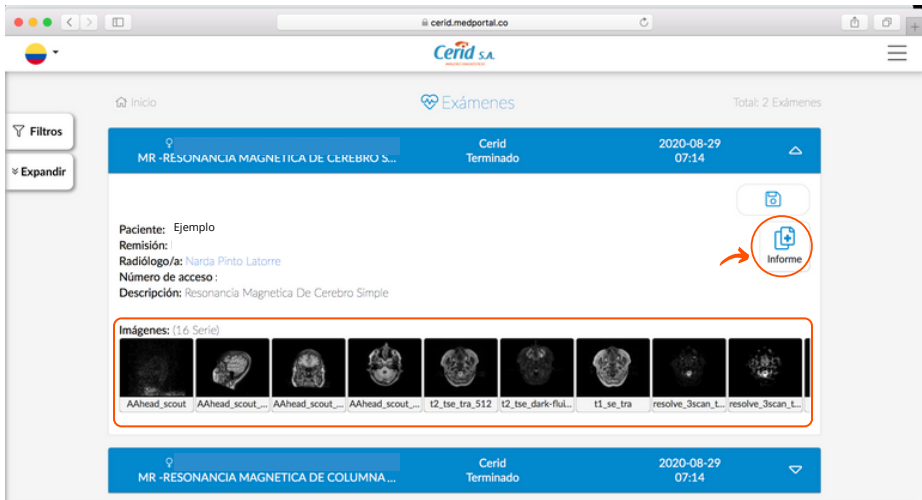 cerid.medportal.co
Cerid S.A.
IMAGENES DIAGNOSTICAS
Inicio
Exámenes
Total: 2 Exámenes
Filtros
Expandir
MR -RESONANCIA MAGNETICA DE CEREBRO S...
Cerid
Terminado
2020-08-29
07:14
Paciente: Ejemplo
Remisión:
Radiólogo/a: Narda Pinto Latorre
Número de acceso :
Descripción: Resonancia Magnetica De Cerebro Simple
Informe
Imágenes: (16 Serie)
AAhead_scout
AAhead_scout_...
AAhead_scout_...
AAhead_scout_...
t2_tse_tra_512
t2_tse_dark-flui...
t1_se_tra
resolve_3scan_t...
resolve_3scan_t...
MR -RESONANCIA MAGNETICA DE COLUMNA ...
Cerid
Terminado
2020-08-29
07:14